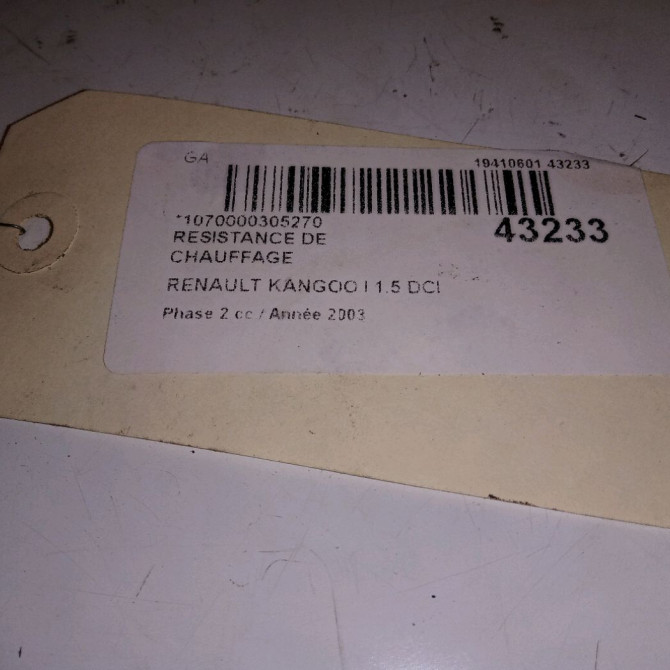 GA 19410601 43233
*1070000305270
43233
RESISTANCE DE
CHAUFFAGE
RENAULT KANGOO I 1.5 DCI
Phase 2 cc / Année 2003